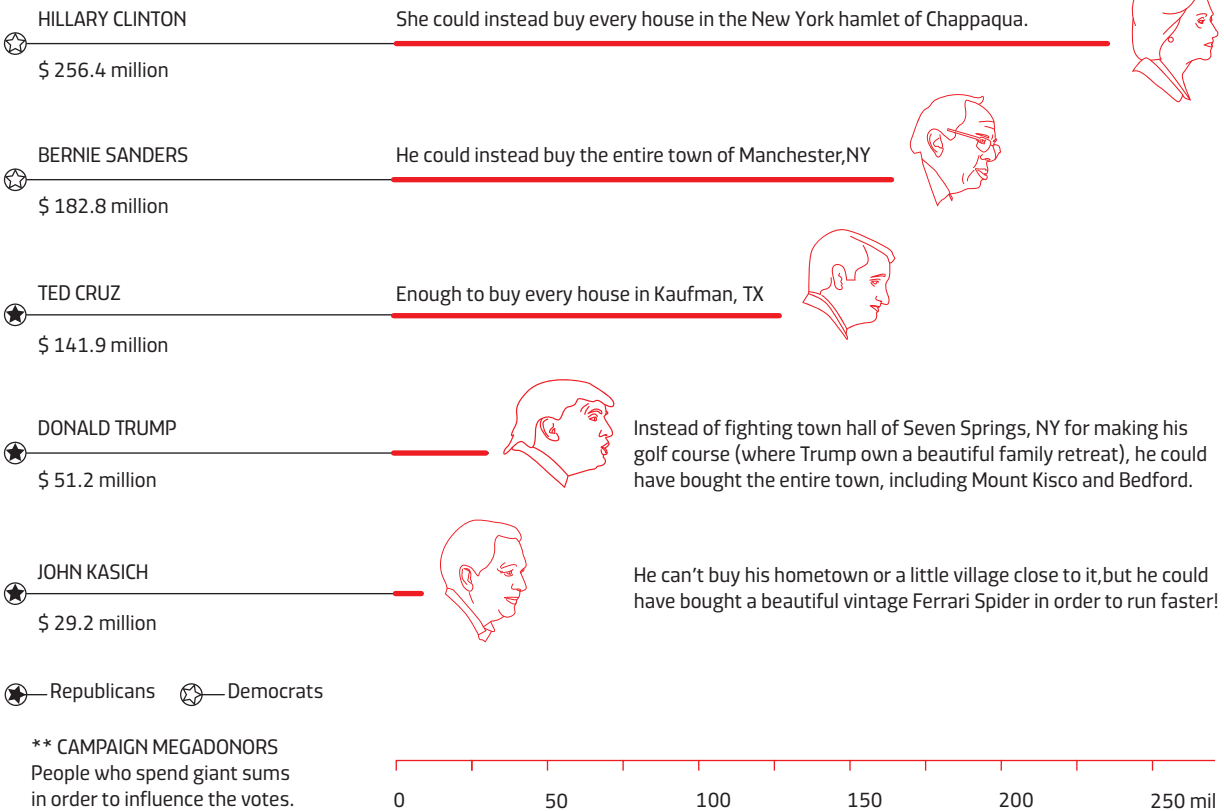 HILLARY CLINTON
She could instead buy every house in the New York hamlet of Chappaqua.
$ 256.4 million
BERNIE SANDERS
He could instead buy the entire town of Manchester,NY
$ 182.8 million
TED CRUZ
Enough to buy every house in Kaufman, TX
$ 141.9 million
DONALD TRUMP
$ 51.2 million
Instead of fighting town hall of Seven Springs, NY for making his
golf course (where Trump own a beautiful family retreat), he could
have bought the entire town, including Mount Kisco and Bedford.
JOHN KASICH
$ 29.2 million
He can't buy his hometown or a little village close to it,but he could
have bought a beautiful vintage Ferrari Spider in order to run faster!
Republicans
Democrats
** CAMPAIGN MEGADONORS
People who spend giant sums
in order to influence the votes.
0 50 100 150 200 250 mil